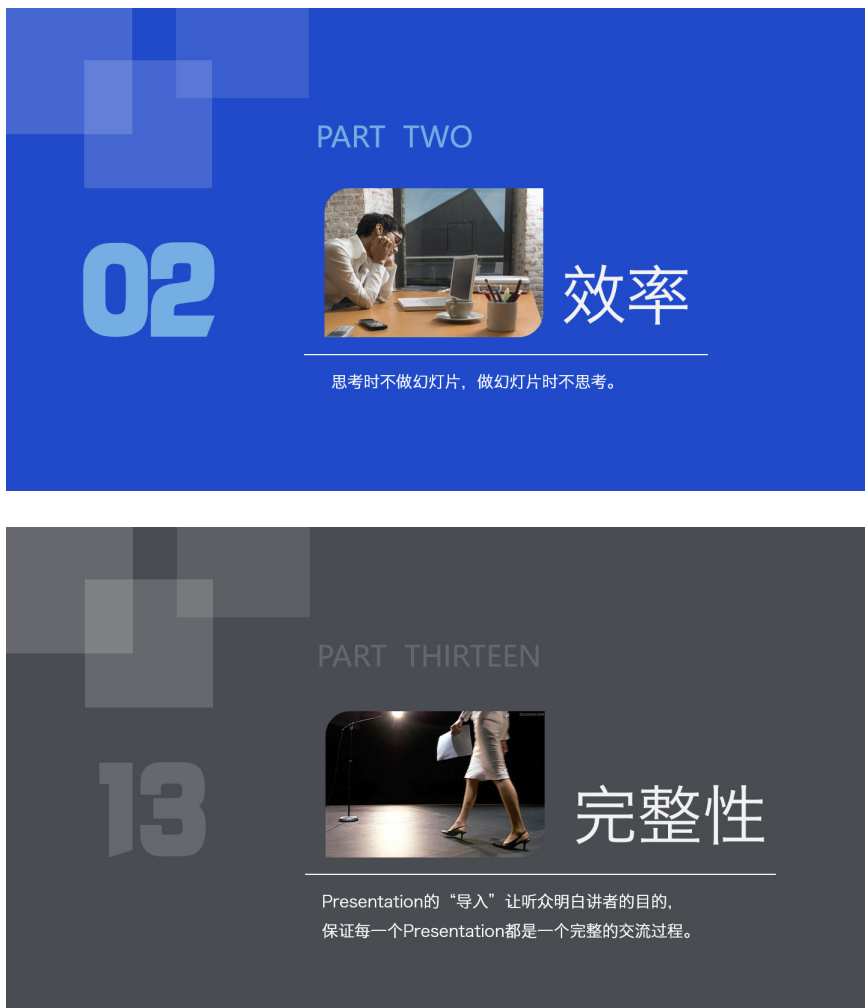 PART TWO
02
效率
思考时不做幻灯片，做幻灯片时不思考。
PART THIRTEEN
13
完整性
Presentation的“导入”让听众明白讲者的目的，
保证每一个Presentation都是一个完整的交流过程。